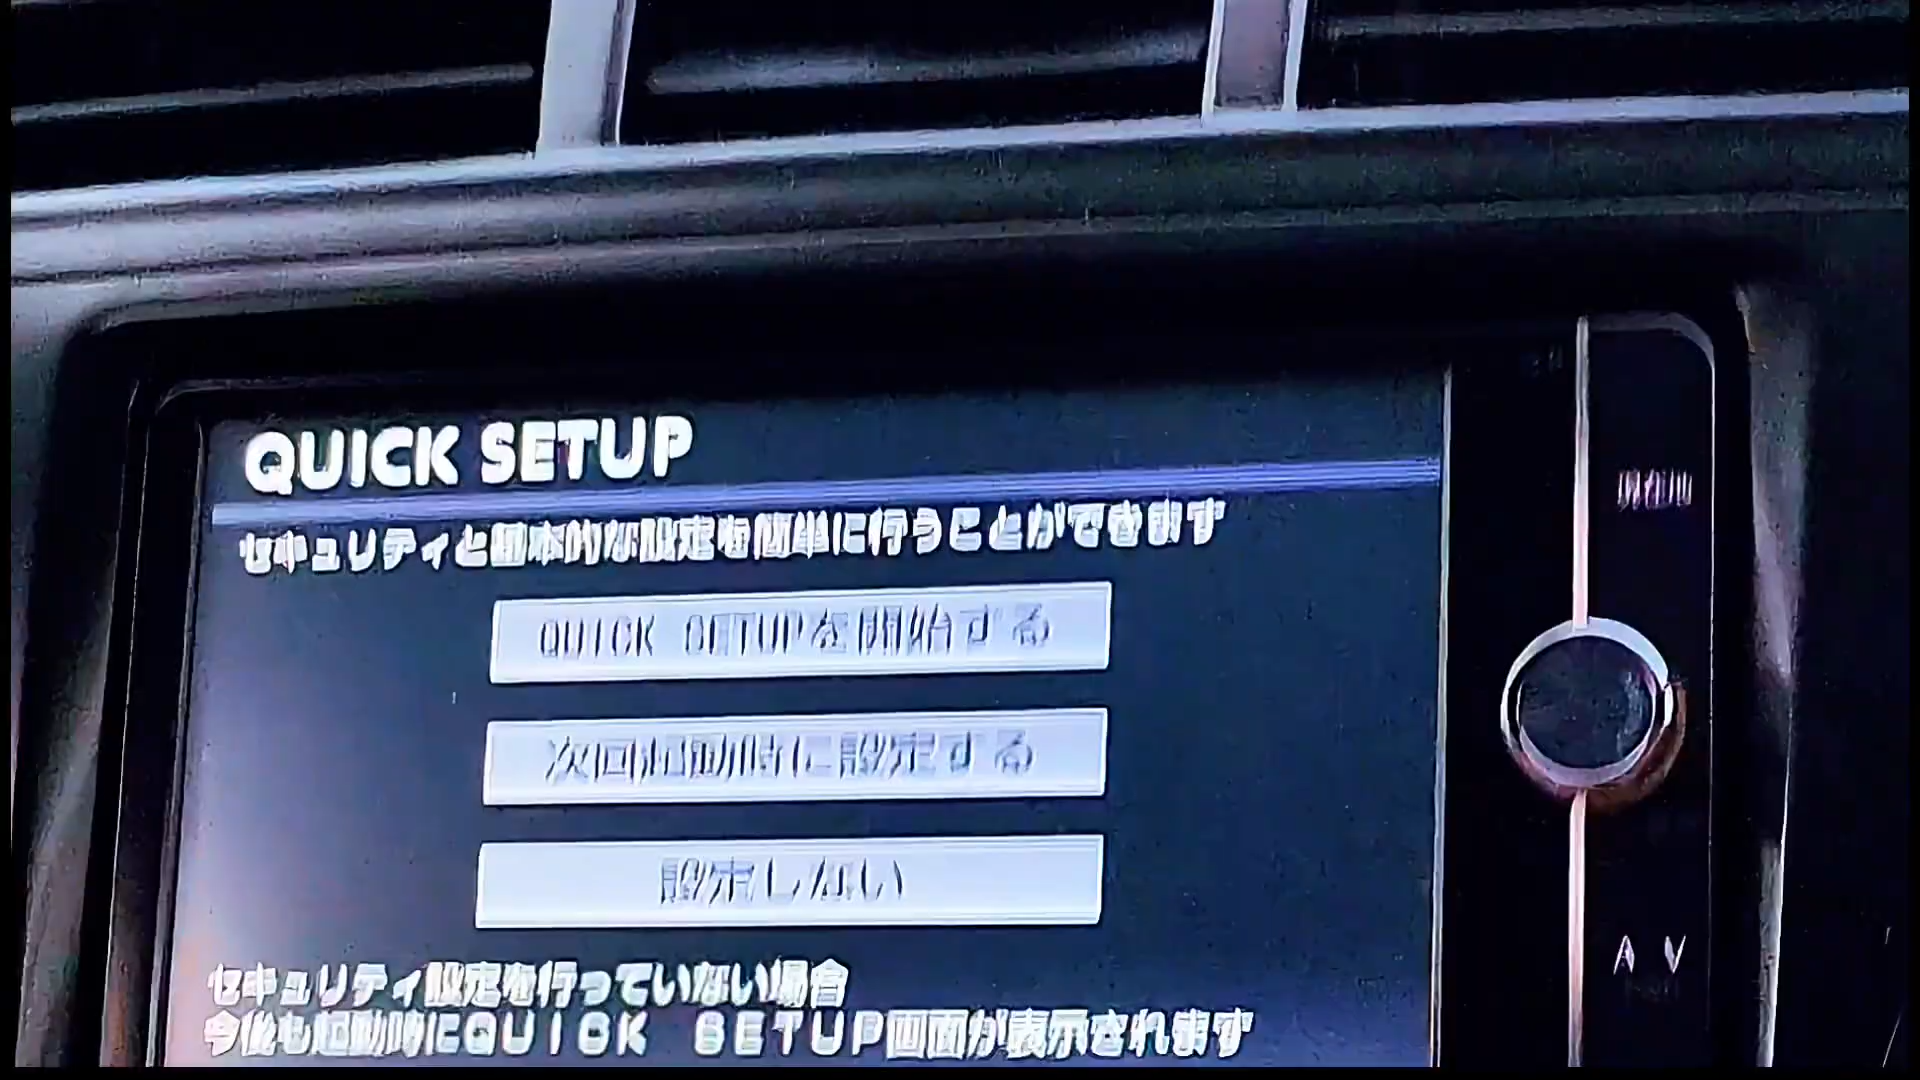 QUICK SETUP
セキュリティと基本的な設定を簡単に行うことができます
QUICK SETUPを開始する
次回起動時に設定する
設定しない
セキュリティ設定を行っていない場合
今後も起動時にQUICK SETUP画面が表示されます
AV